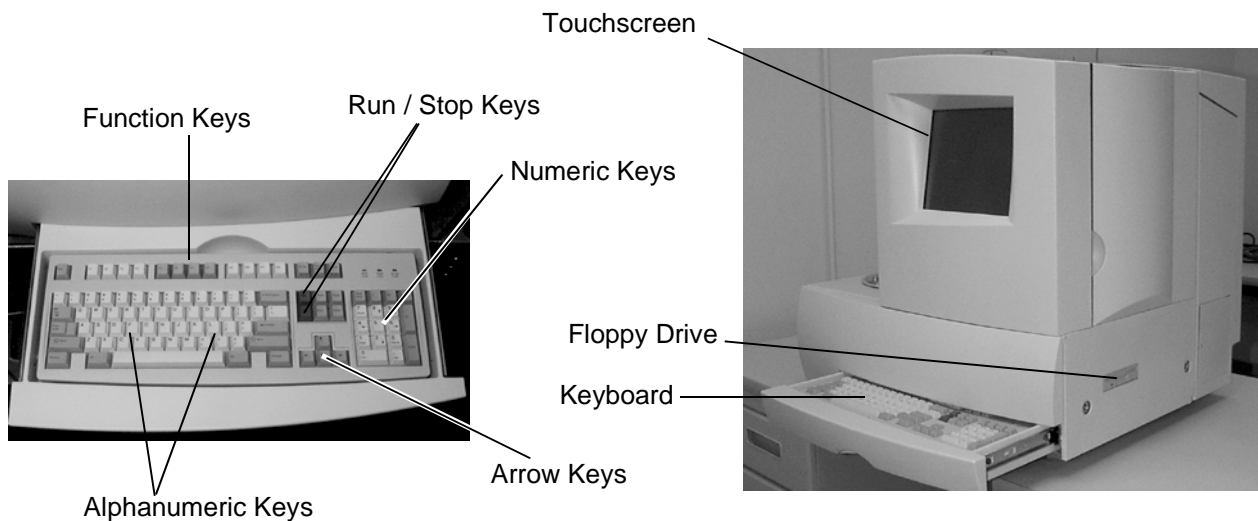 Touchscreen
Run / Stop Keys
Function Keys
Numeric Keys
Floppy Drive
Keyboard
Arrow Keys
Alphanumeric Keys